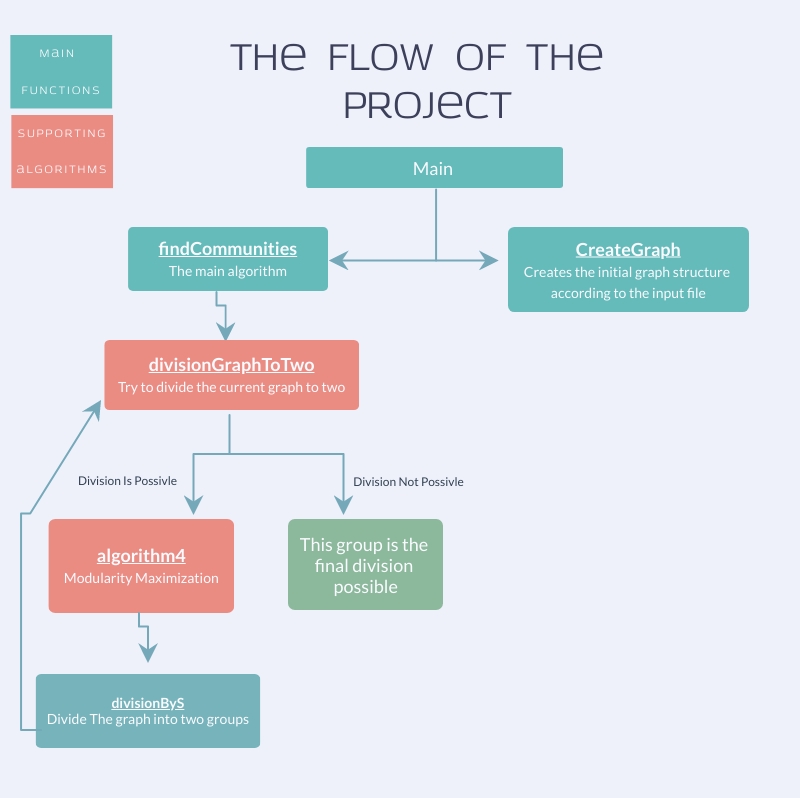 THE FLOW OF THE
PROJECT
MAIN
FUNCTIONS
SUPPORTING
ALGORITHMS
Main
findCommunities
The main algorithm
CreateGraph
Creates the initial graph structure
according to the input file
divisionGraphToTwo
Try to divide the current graph to two
Division Is Possivle
Division Not Possivle
algorithm4
Modularity Maximization
This group is the
final division
possible
divisionByS
Divide The graph into two groups